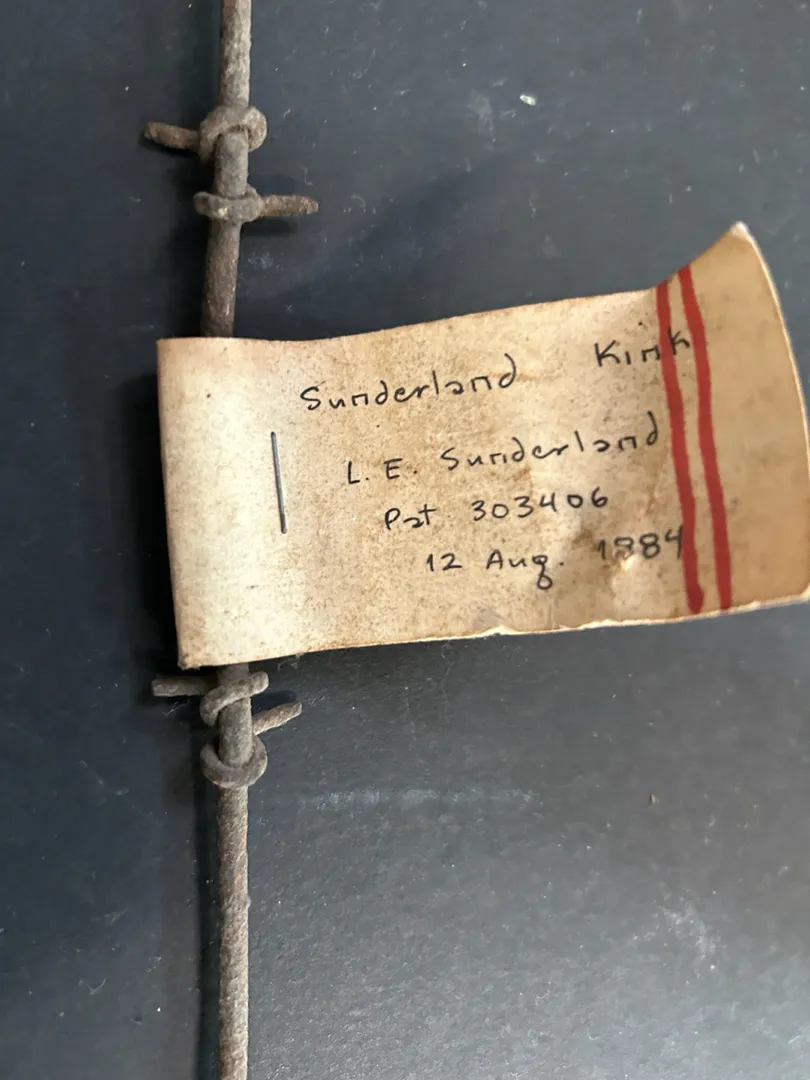 Sunderland Kink
L. E. Sunderland
Pat 303406
12 Aug. 1884